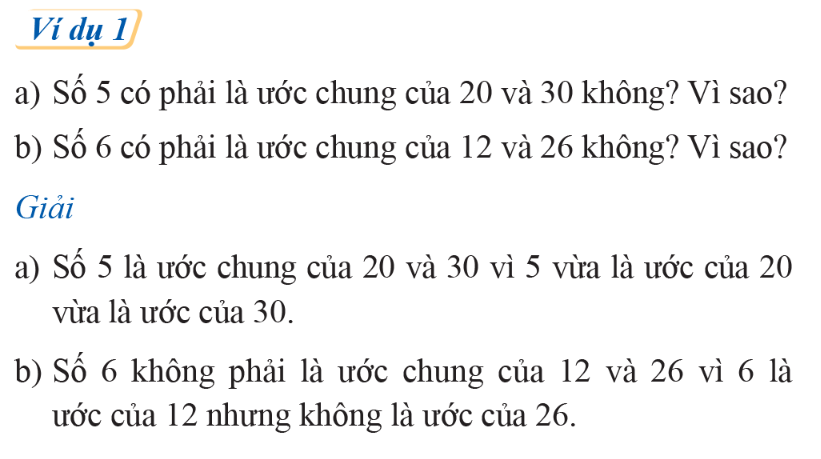 Ví dụ 1
a) Số 5 có phải là ước chung của 20 và 30 không? Vì sao?
b) Số 6 có phải là ước chung của 12 và 26 không? Vì sao?
Giải
a) Số 5 là ước chung của 20 và 30 vì 5 vừa là ước của 20
vừa là ước của 30.
b) Số 6 không phải là ước chung của 12 và 26 vì 6 là
ước của 12 nhưng không là ước của 26.